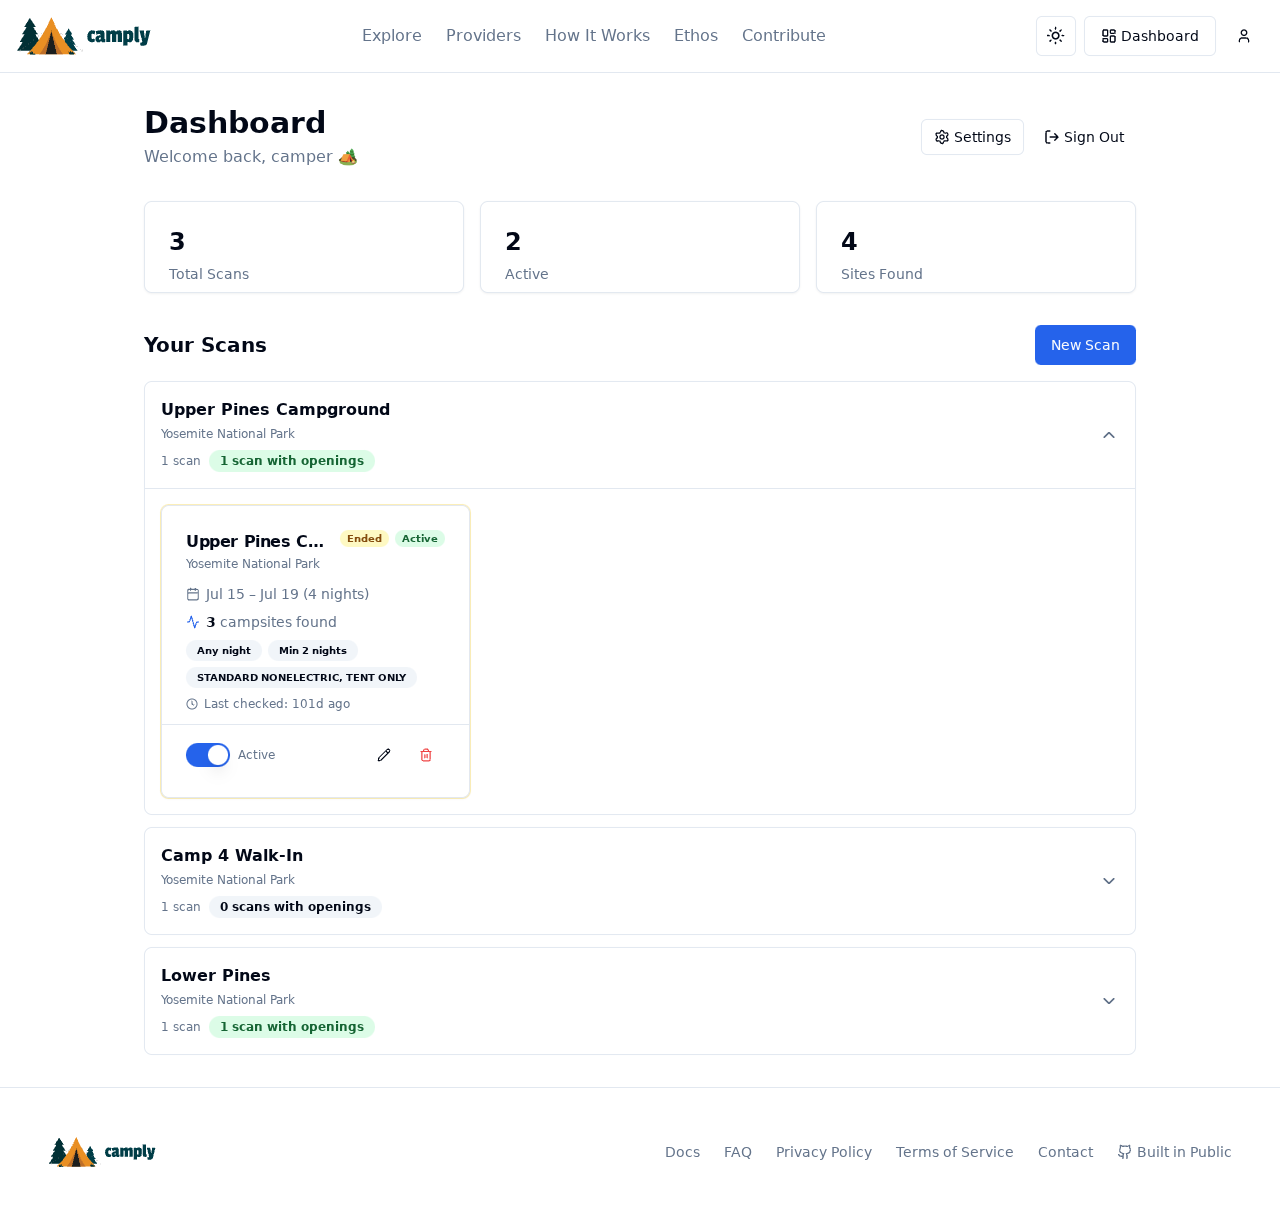 camply
Explore
Providers
How It Works
Ethos
Contribute
Dashboard
Dashboard
Welcome back, camper 🏕️
Settings
Sign Out
3
Total Scans
2
Active
4
Sites Found
Your Scans
New Scan
Upper Pines Campground
Yosemite National Park
1 scan
1 scan with openings
Upper Pines C...
Ended
Active
Yosemite National Park
Jul 15 – Jul 19 (4 nights)
3 campsites found
Any night
Min 2 nights
STANDARD NONELECTRIC, TENT ONLY
Last checked: 101d ago
Active
Camp 4 Walk-In
Yosemite National Park
1 scan
0 scans with openings
Lower Pines
Yosemite National Park
1 scan
1 scan with openings
camply
Docs
FAQ
Privacy Policy
Terms of Service
Contact
Built in Public